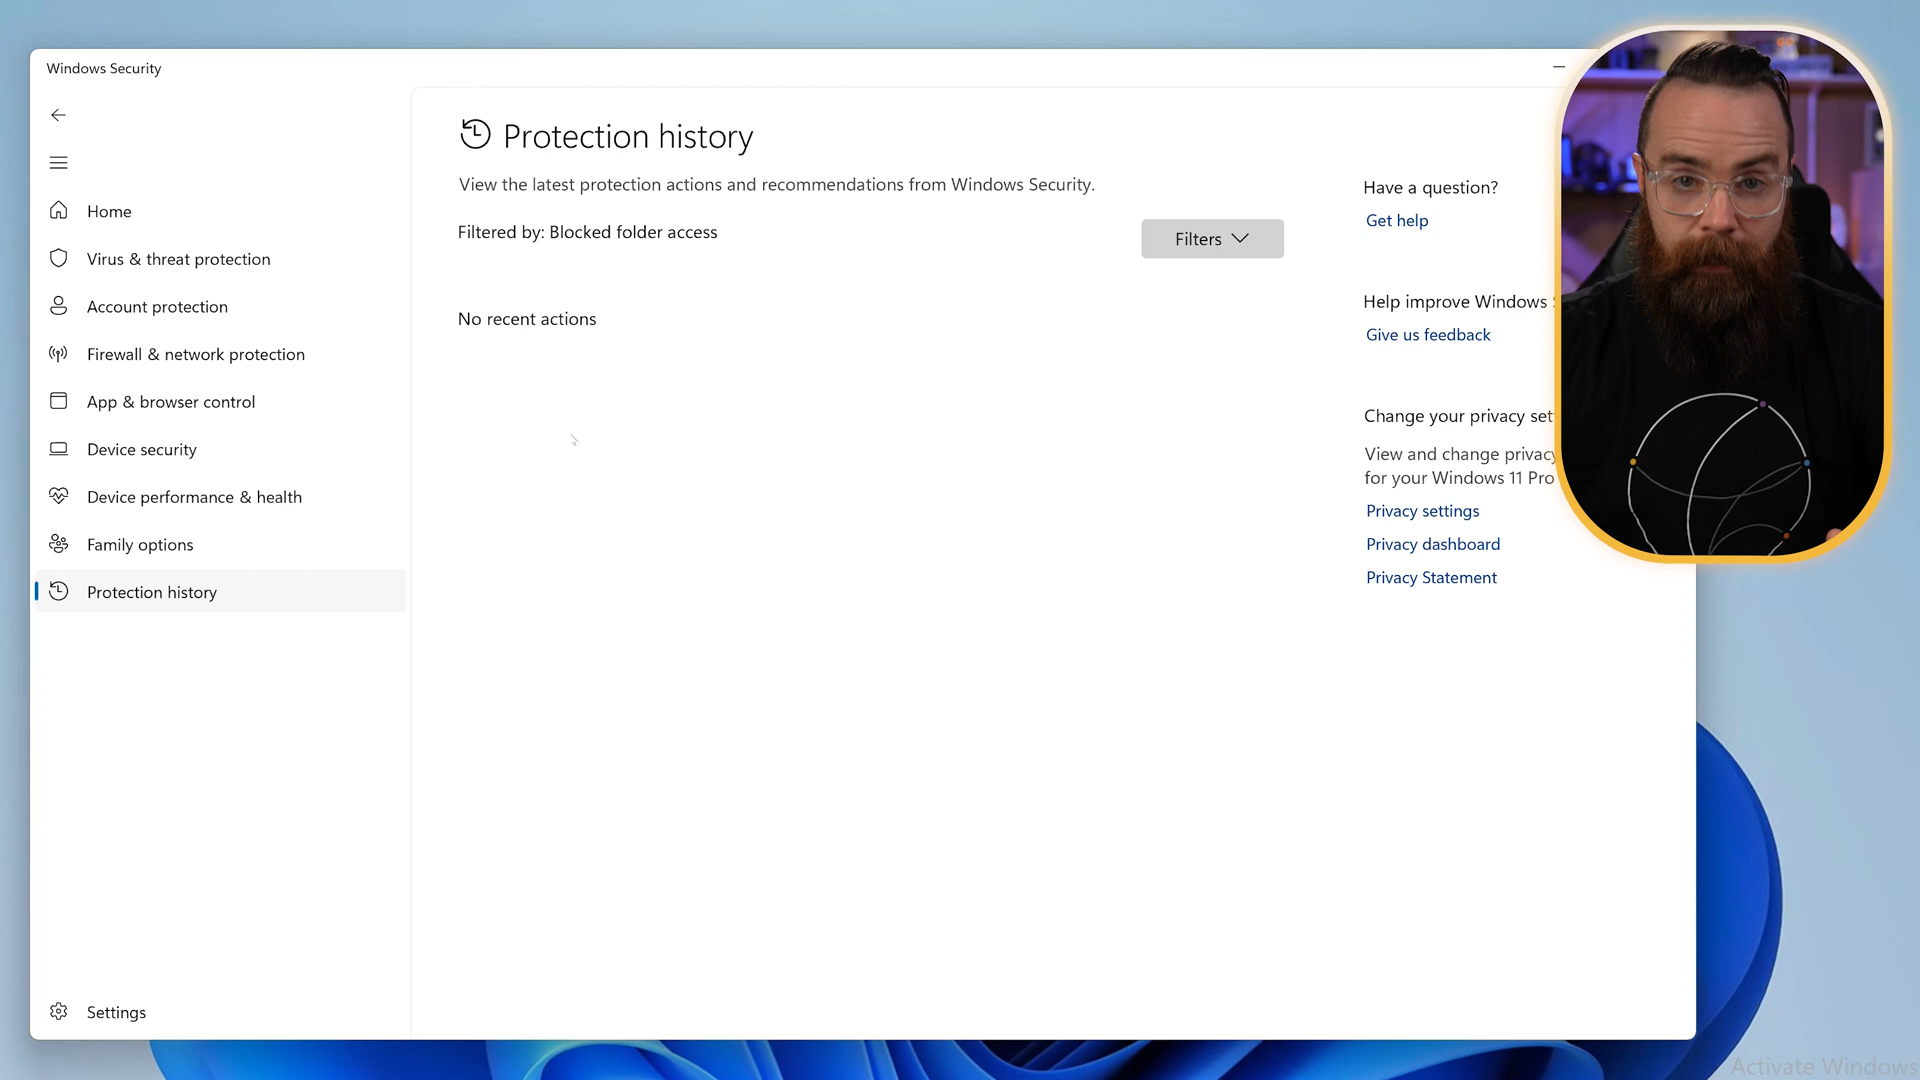 Windows Security
Home
Virus & threat protection
Account protection
Firewall & network protection
App & browser control
Device security
Device performance & health
Family options
Protection history
Settings
Protection history
View the latest protection actions and recommendations from Windows Security.
Filtered by: Blocked folder access
Filters
No recent actions
Have a question?
Get help
Help improve Windows
Give us feedback
Change your privacy set
View and change privacy
for your Windows 11 Pro
Privacy settings
Privacy dashboard
Privacy Statement
Activate Windows